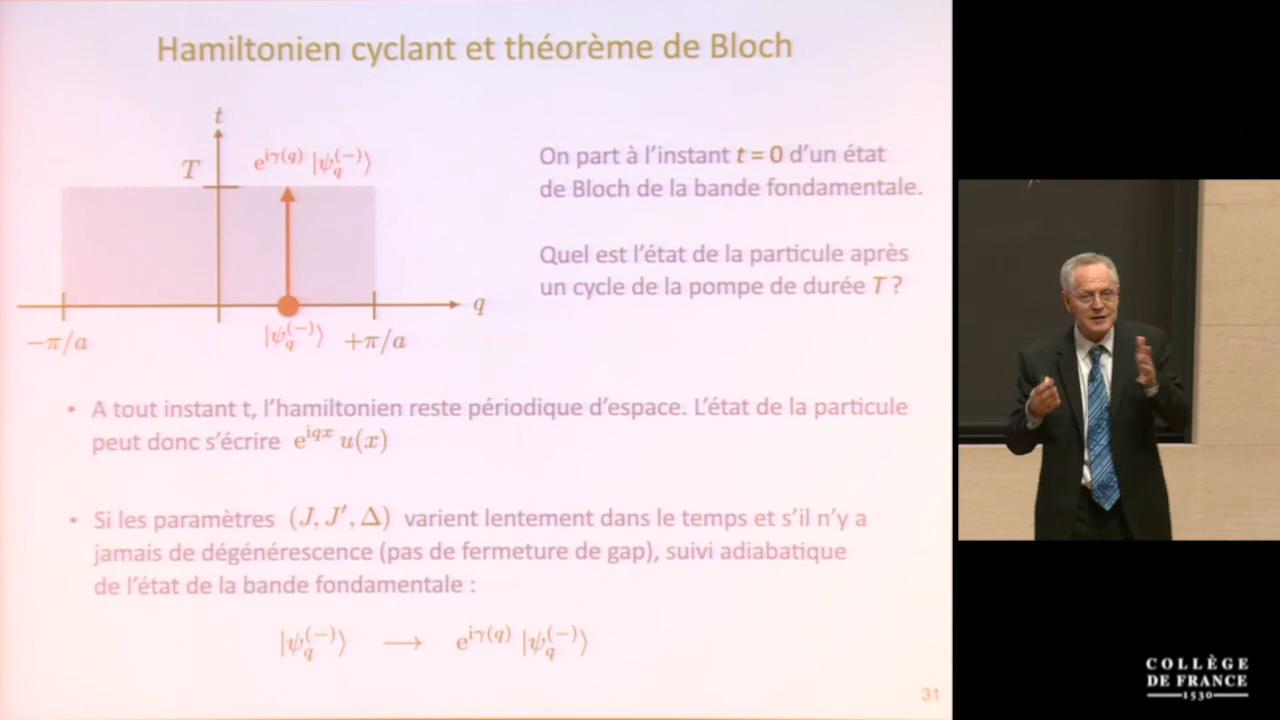 Hamiltonien cyclant et théorème de Bloch
t
T
e^{iγ(q)} |ψ_q^{(−)}⟩
q
−π/a
|ψ_q^{(−)}⟩
+π/a
On part à l'instant t = 0 d'un état
de Bloch de la bande fondamentale.
Quel est l'état de la particule après
un cycle de la pompe de durée T ?
• A tout instant t, l'hamiltonien reste périodique d'espace. L'état de la particule
peut donc s'écrire e^{iqx} u(x)
• Si les paramètres (J, J′, Δ) varient lentement dans le temps et s'il n'y a
jamais de dégénérescence (pas de fermeture de gap), suivi adiabatique
de l'état de la bande fondamentale :
|ψ_q^{(−)}⟩ ⟶ e^{iγ(q)} |ψ_q^{(−)}⟩
31
COLLÈGE
DE FRANCE
1530